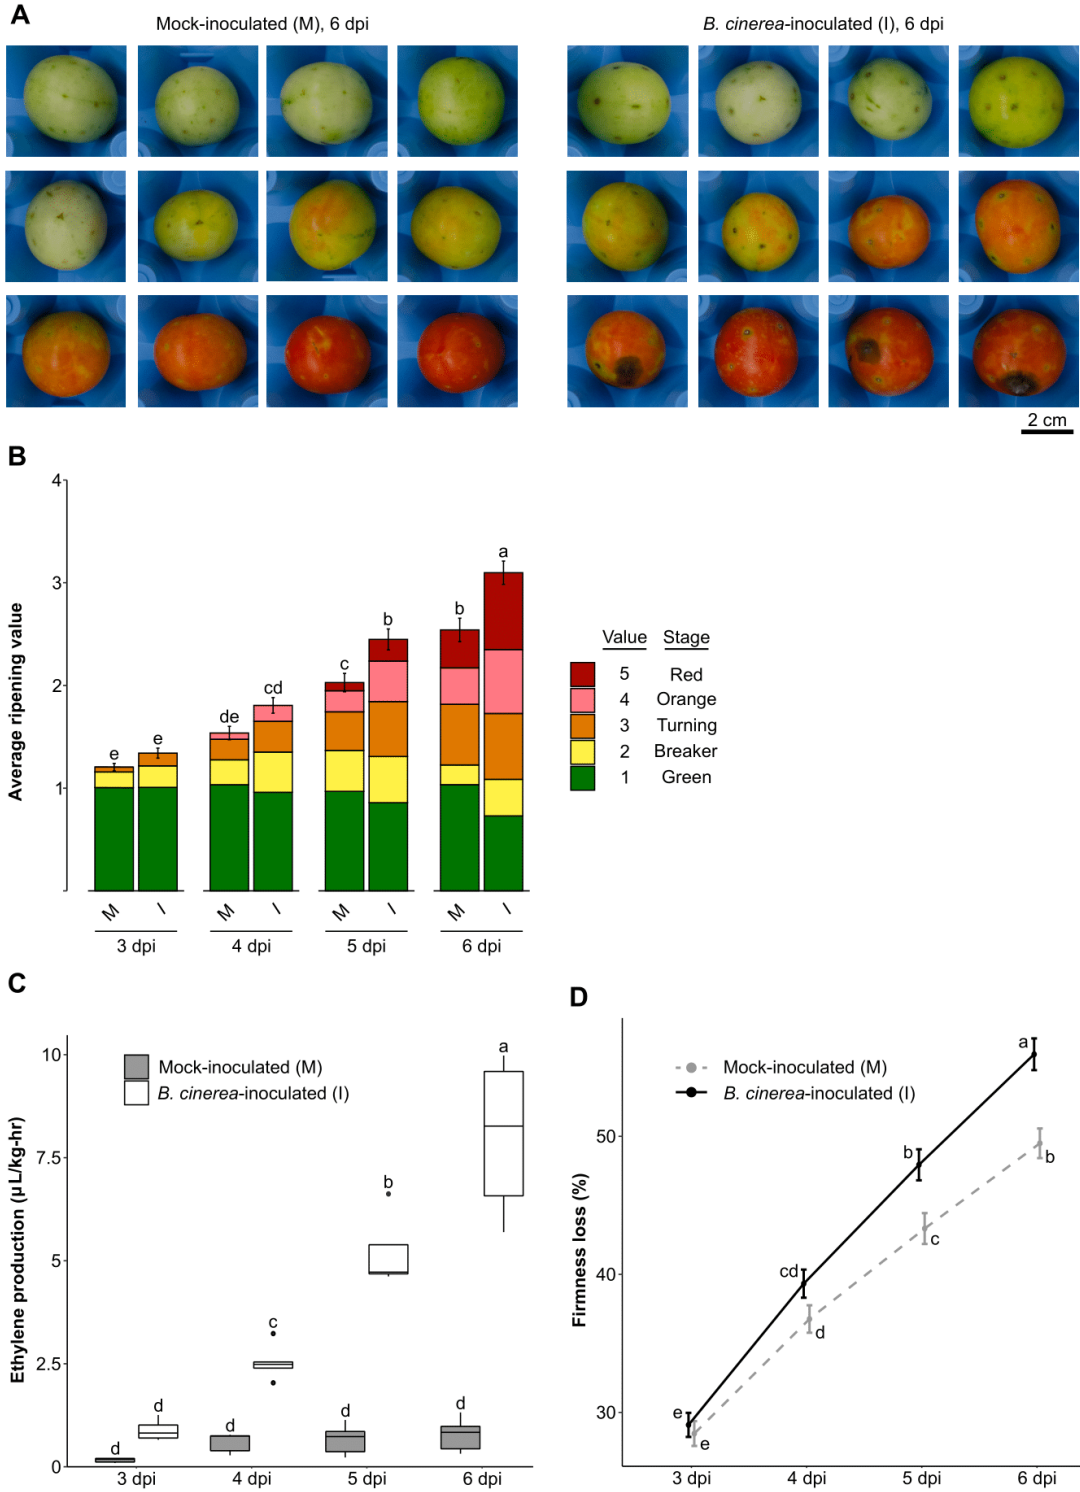 A
Mock-inoculated (M), 6 dpi
B. cinerea-inoculated (I), 6 dpi
2 cm
B
Average ripening value
4
3
2
1
e
e
de
cd
c
b
b
a
M
I
M
I
M
I
M
I
3 dpi
4 dpi
5 dpi
6 dpi
Value
Stage
5 Red
4 Orange
3 Turning
2 Breaker
1 Green
C
Ethylene production (µL/kg-hr)
10
7.5
5
2.5
0
Mock-inoculated (M)
B. cinerea-inoculated (I)
d
d
d
c
d
b
d
a
3 dpi
4 dpi
5 dpi
6 dpi
D
Firmness loss (%)
50
40
30
Mock-inoculated (M)
B. cinerea-inoculated (I)
e
e
cd
d
b
c
a
b
3 dpi
4 dpi
5 dpi
6 dpi